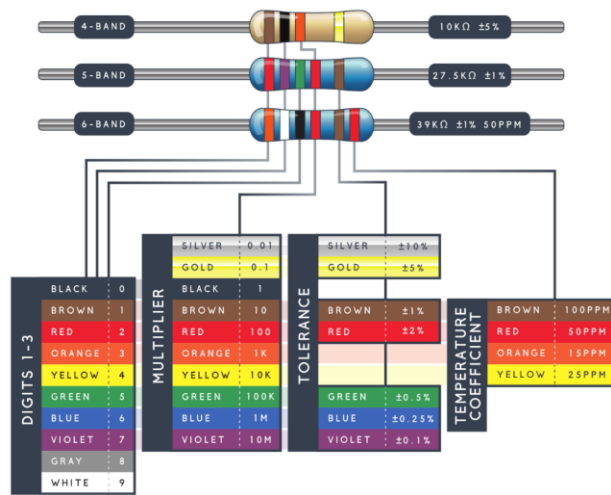 4-BAND 10KΩ ±5%
5-BAND 27.5KΩ ±1%
6-BAND 39KΩ ±1% 50PPM
DIGITS 1-3
BLACK 0
BROWN 1
RED 2
ORANGE 3
YELLOW 4
GREEN 5
BLUE 6
VIOLET 7
GRAY 8
WHITE 9
MULTIPLIER
SILVER 0.01
GOLD 0.1
BLACK 1
BROWN 10
RED 100
ORANGE 1K
YELLOW 10K
GREEN 100K
BLUE 1M
VIOLET 10M
TOLERANCE
SILVER ±10%
GOLD ±5%
BROWN ±1%
RED ±2%
GREEN ±0.5%
BLUE ±0.25%
VIOLET ±0.1%
TEMPERATURE
COEFFICIENT
BROWN 100PPM
RED 50PPM
ORANGE 15PPM
YELLOW 25PPM